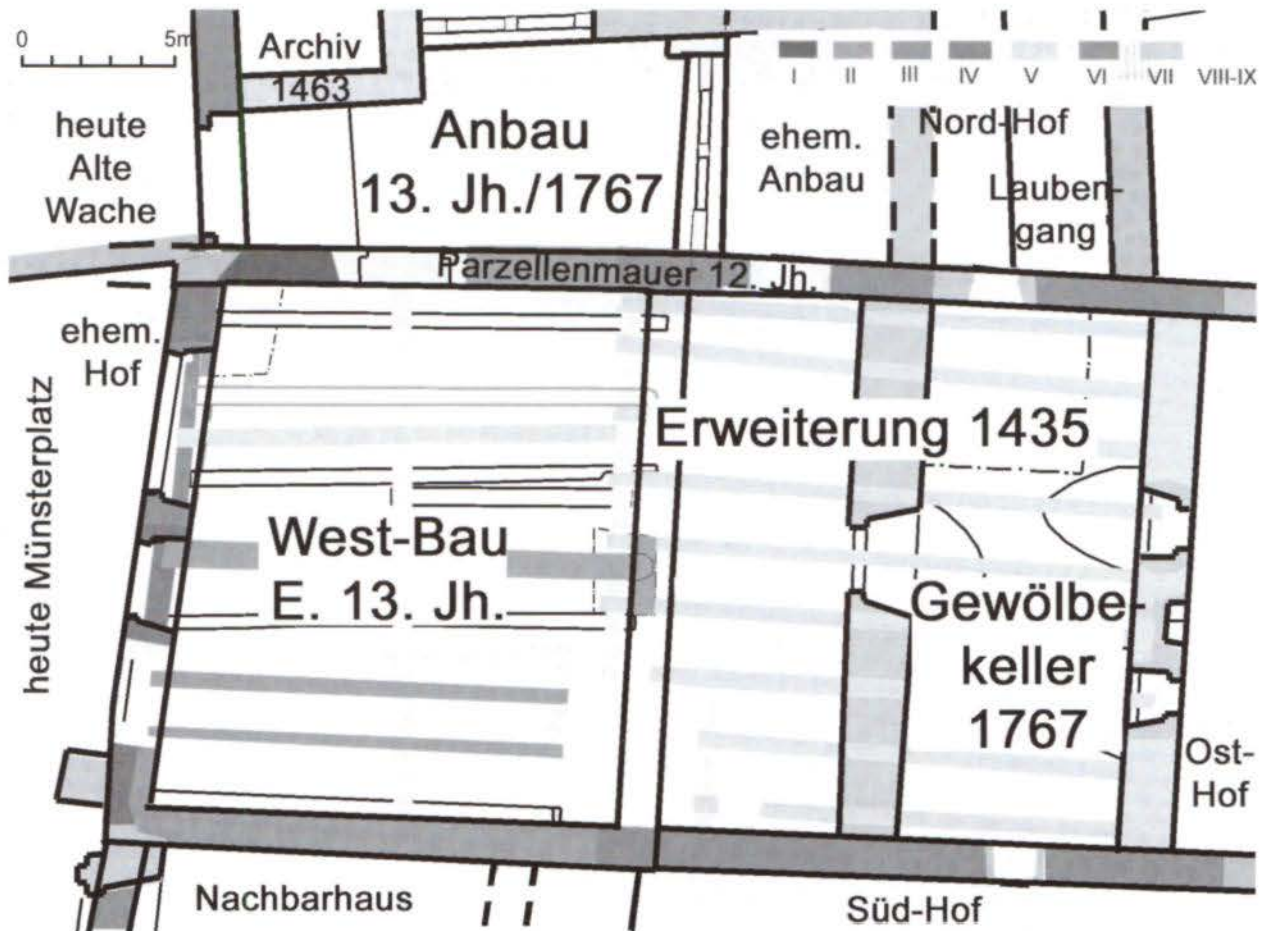 0 5m
Archiv
1463
I II III IV V VI VII VIII-IX
heute
Alte
Wache
Anbau
13. Jh./1767
ehem.
Anbau
Nord-Hof
Lauben-
gang
Parzellenmauer 12. Jh.
ehem.
Hof
heute Münsterplatz
Erweiterung 1435
West-Bau
E. 13. Jh.
Gewölbe-
keller
1767
Ost-
Hof
Nachbarhaus
Süd-Hof